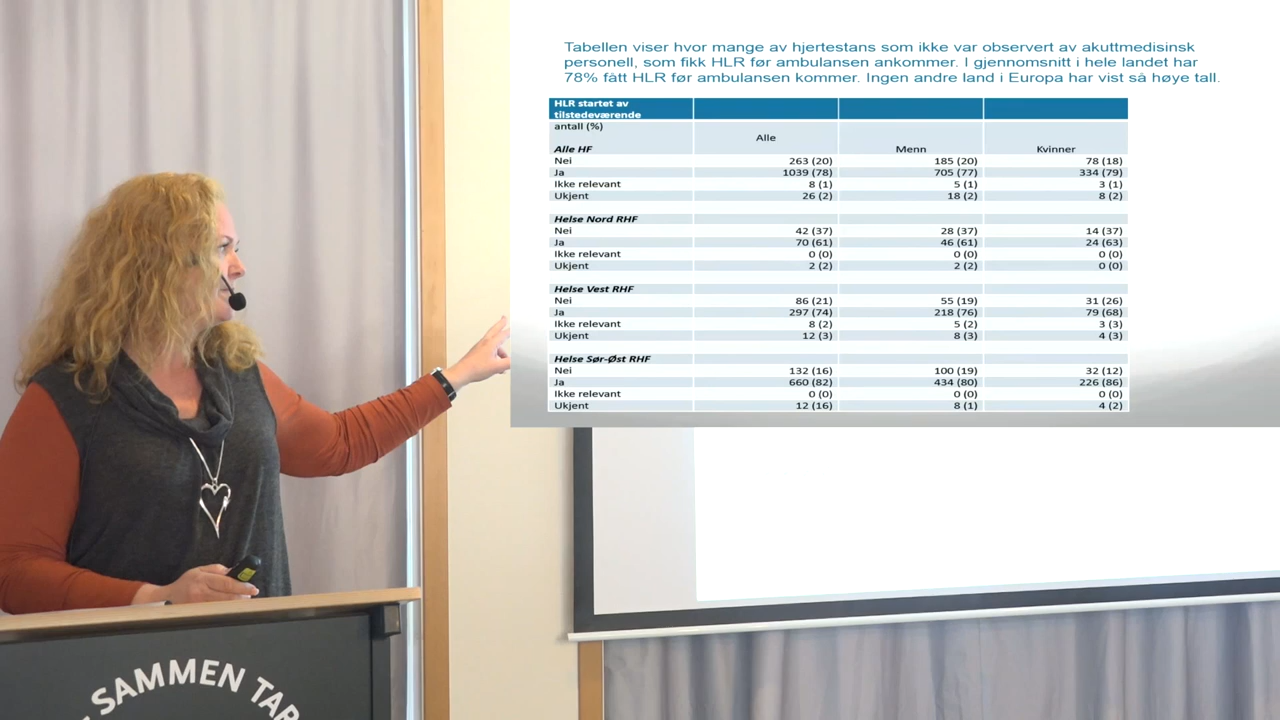 Tabellen viser hvor mange av hjertestans som ikke var observert av akuttmedisinsk
personell, som fikk HLR før ambulansen ankommer. I gjennomsnitt i hele landet har
78% fått HLR før ambulansen kommer. Ingen andre land i Europa har vist så høye tall.
HLR startet av
tilstedeværende
antall (%)
Alle
Menn
Kvinner
Alle HF
Nei 263 (20) 185 (20) 78 (18)
Ja 1039 (78) 705 (77) 334 (79)
Ikke relevant 8 (1) 5 (1) 3 (1)
Ukjent 26 (2) 18 (2) 8 (2)
Helse Nord RHF
Nei 42 (37) 28 (37) 14 (37)
Ja 70 (61) 46 (61) 24 (63)
Ikke relevant 0 (0) 0 (0) 0 (0)
Ukjent 2 (2) 2 (2) 0 (0)
Helse Vest RHF
Nei 86 (21) 55 (19) 31 (26)
Ja 297 (74) 218 (76) 79 (68)
Ikke relevant 8 (2) 5 (2) 3 (3)
Ukjent 12 (3) 8 (3) 4 (3)
Helse Sør-Øst RHF
Nei 132 (16) 100 (19) 32 (12)
Ja 660 (82) 434 (80) 226 (86)
Ikke relevant 0 (0) 0 (0) 0 (0)
Ukjent 12 (16) 8 (1) 4 (2)
SAMMEN TAR